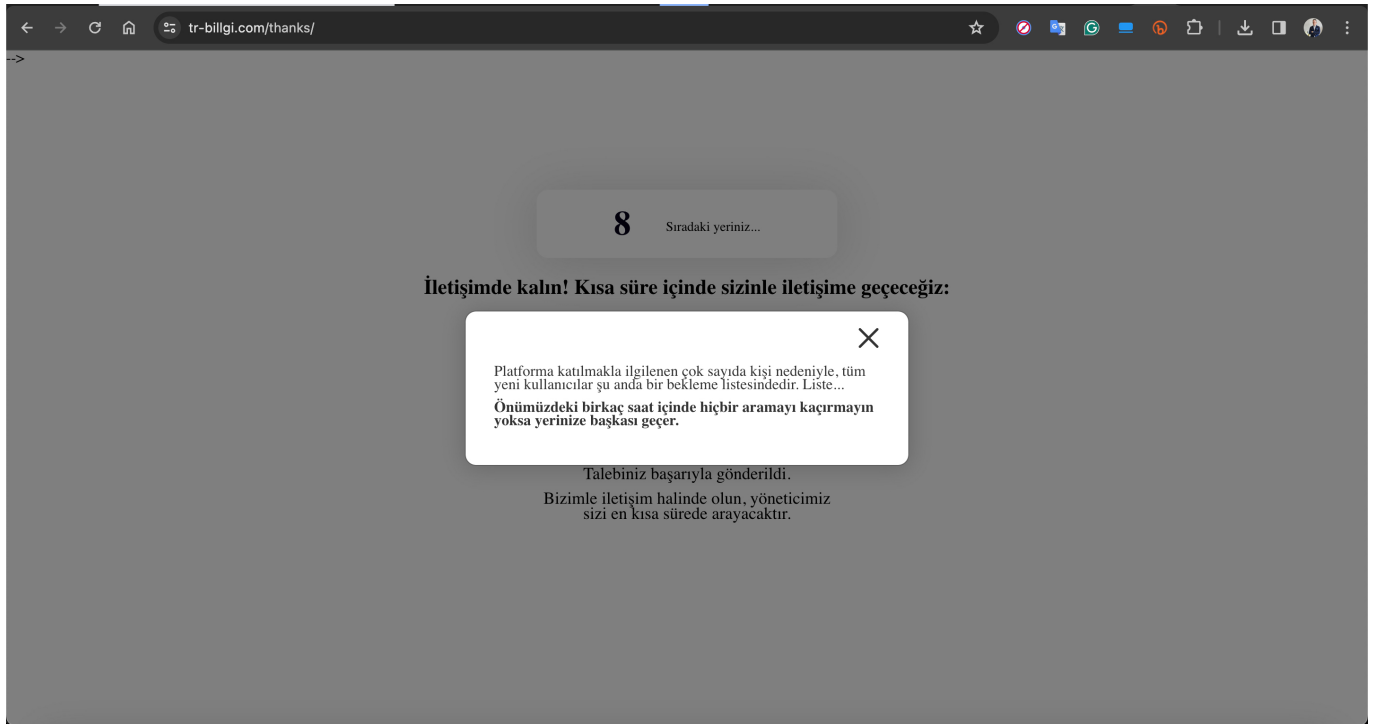 tr-billgi.com/thanks/
-->
8 Sıradaki yeriniz...
İletişimde kalın! Kısa süre içinde sizinle iletişime geçeceğiz:
Platforma katılmakla ilgilenen çok sayıda kişi nedeniyle, tüm
yeni kullanıcılar şu anda bir bekleme listesindedir. Liste...
Önümüzdeki birkaç saat içinde hiçbir aramayı kaçırmayın
yoksa yerinize başkası geçer.
Talebiniz başarıyla gönderildi.
Bizimle iletişim halinde olun, yöneticimiz
sizi en kısa sürede arayacaktır.